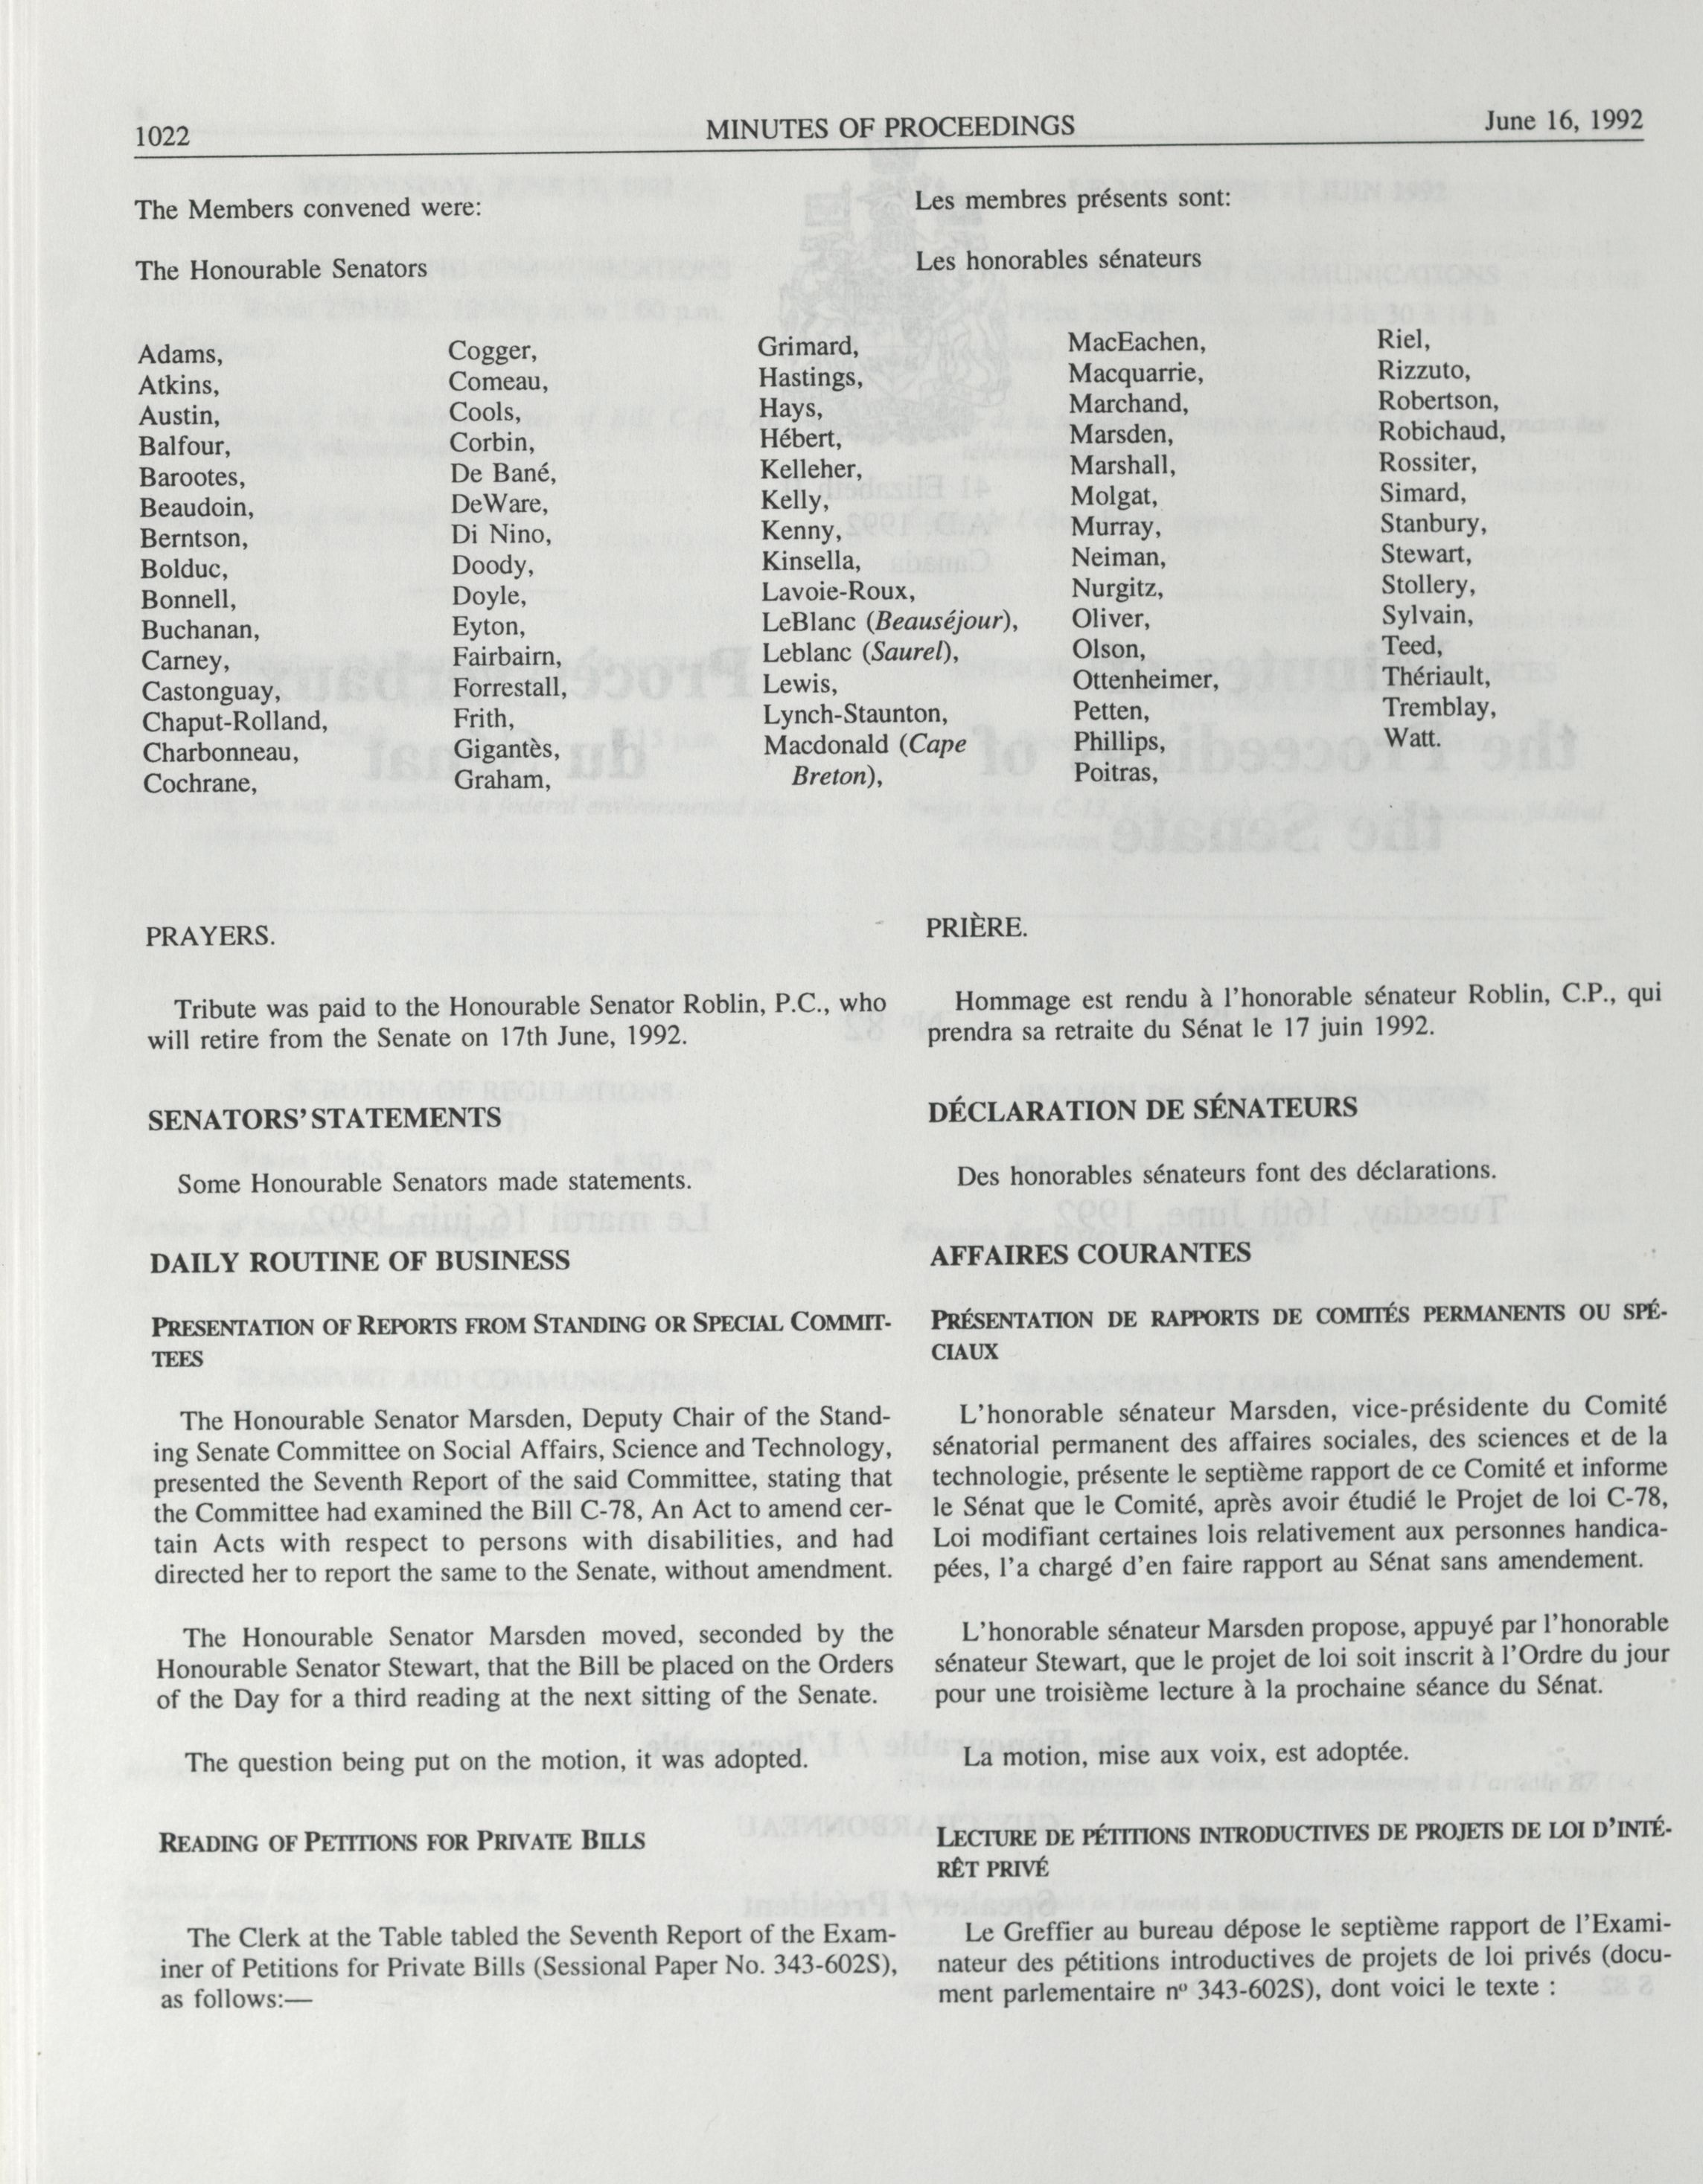 1022
MINUTES OF PROCEEDINGS
June 16, 1992
The Members convened were:
The Honourable Senators
Les membres présents sont:
Les honorables sénateurs
Adams,
Atkins,
Austin,
Balfour,
Barootes,
Beaudoin,
Berntson,
Bolduc,
Bonnell,
Buchanan,
Carney,
Castonguay,
Chaput-Rolland,
Charbonneau,
Cochrane,
Cogger,
Comeau,
Cools,
Corbin,
De Bané,
DeWare,
Di Nino,
Doody,
Doyle,
Eyton,
Fairbairn,
Forrestall,
Frith,
Gigantès,
Graham,
Grimard,
Hastings,
Hays,
Hébert,
Kelleher,
Kelly,
Kenny,
Kinsella,
Lavoie-Roux,
LeBlanc (Beauséjour),
Leblanc (Saurel),
Lewis,
Lynch-Staunton,
Macdonald (Cape
Breton),
MacEachen,
Macquarrie,
Marchand,
Marsden,
Marshall,
Molgat,
Murray,
Neiman,
Nurgitz,
Oliver,
Olson,
Ottenheimer,
Petten,
Phillips,
Poitras,
Riel,
Rizzuto,
Robertson,
Robichaud,
Rossiter,
Simard,
Stanbury,
Stewart,
Stollery,
Sylvain,
Teed,
Thériault,
Tremblay,
Watt.
PRAYERS.
Tribute was paid to the Honourable Senator Roblin, P.C., who
will retire from the Senate on 17th June, 1992.
SENATORS' STATEMENTS
Some Honourable Senators made statements.
DAILY ROUTINE OF BUSINESS
PRESENTATION OF REPORTS FROM STANDING OR SPECIAL COMMIT-
TEES
The Honourable Senator Marsden, Deputy Chair of the Stand-
ing Senate Committee on Social Affairs, Science and Technology,
presented the Seventh Report of the said Committee, stating that
the Committee had examined the Bill C-78, An Act to amend cer-
tain Acts with respect to persons with disabilities, and had
directed her to report the same to the Senate, without amendment.
The Honourable Senator Marsden moved, seconded by the
Honourable Senator Stewart, that the Bill be placed on the Orders
of the Day for a third reading at the next sitting of the Senate.
The question being put on the motion, it was adopted.
READING OF PETITIONS FOR PRIVATE BILLS
The Clerk at the Table tabled the Seventh Report of the Exam-
iner of Petitions for Private Bills (Sessional Paper No. 343-602S),
as follows:—
PRIÈRE.
Hommage est rendu à l'honorable sénateur Roblin, C.P., qui
prendra sa retraite du Sénat le 17 juin 1992.
DÉCLARATION DE SÉNATEURS
Des honorables sénateurs font des déclarations.
AFFAIRES COURANTES
PRÉSENTATION DE RAPPORTS DE COMITÉS PERMANENTS OU SPÉ-
CIAUX
L'honorable sénateur Marsden, vice-présidente du Comité
sénatorial permanent des affaires sociales, des sciences et de la
technologie, présente le septième rapport de ce Comité et informe
le Sénat que le Comité, après avoir étudié le Projet de loi C-78,
Loi modifiant certaines lois relativement aux personnes handica-
pées, l'a chargé d'en faire rapport au Sénat sans amendement.
L'honorable sénateur Marsden propose, appuyé par l'honorable
sénateur Stewart, que le projet de loi soit inscrit à l'Ordre du jour
pour une troisième lecture à la prochaine séance du Sénat.
La motion, mise aux voix, est adoptée.
LECTURE DE PÉTITIONS INTRODUCTIVES DE PROJETS DE LOI D'INTÉ-
RÊT PRIVÉ
Le Greffier au bureau dépose le septième rapport de l'Exami-
nateur des pétitions introductives de projets de loi privés (docu-
ment parlementaire nº 343-602S), dont voici le texte :